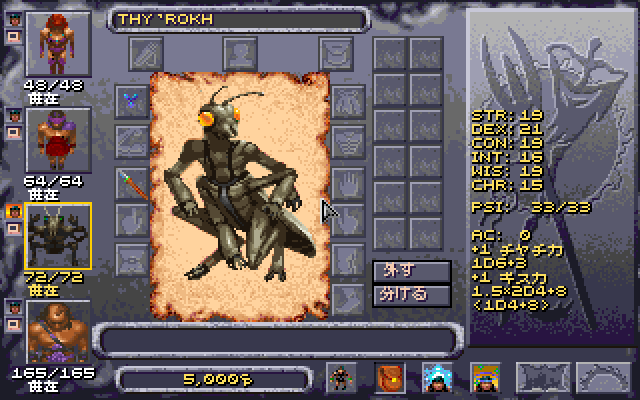 THY'ROKH
48/48
健在
64/64
健在
72/72
健在
165/165
健在
外す
分ける
5,000
STR: 19
DEX: 21
CON: 19
INT: 16
WIS: 19
CHR: 15
PSI: 33/33
AC: 0
+1 チャチカ
1D6+3
+1 ギスカ
1.5×2D4+8
(1D4+8)